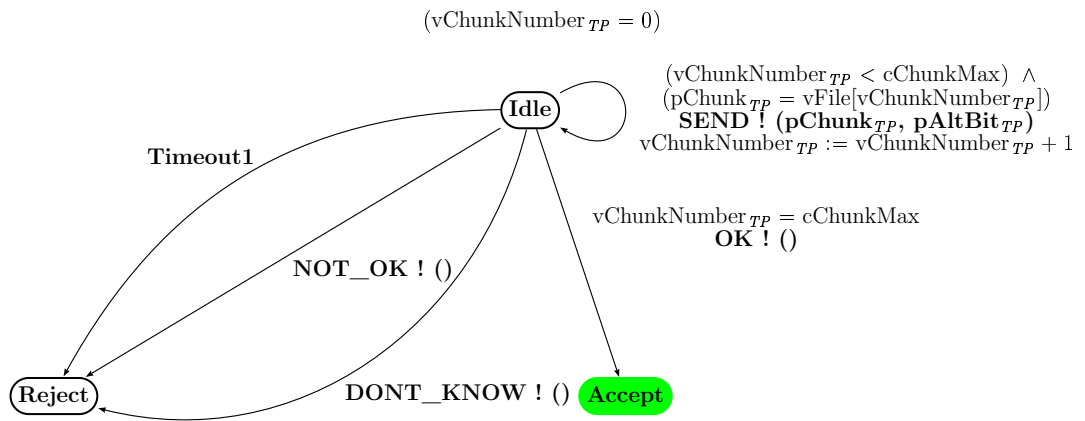 (vChunkNumber_TP = 0)
Idle
(vChunkNumber_TP < cChunkMax) ∧
(pChunk_TP = vFile[vChunkNumber_TP])
SEND ! (pChunk_TP, pAltBit_TP)
vChunkNumber_TP := vChunkNumber_TP + 1
Timeout1
vChunkNumber_TP = cChunkMax
OK ! ()
NOT_OK ! ()
DONT_KNOW ! ()
Reject
Accept